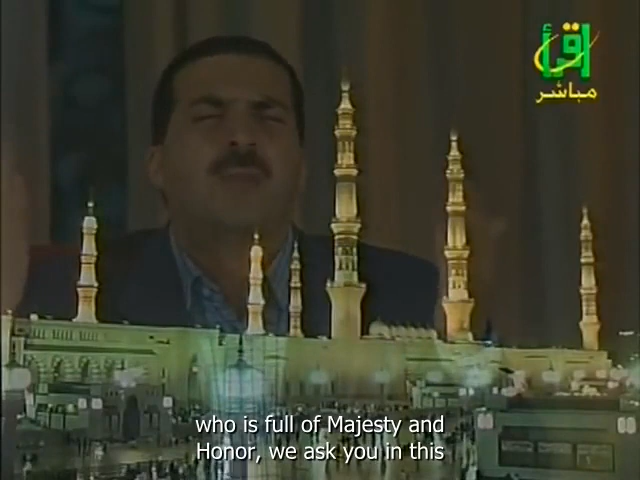 اقرأ
مباشر
who is full of Majesty and
Honor, we ask you in this